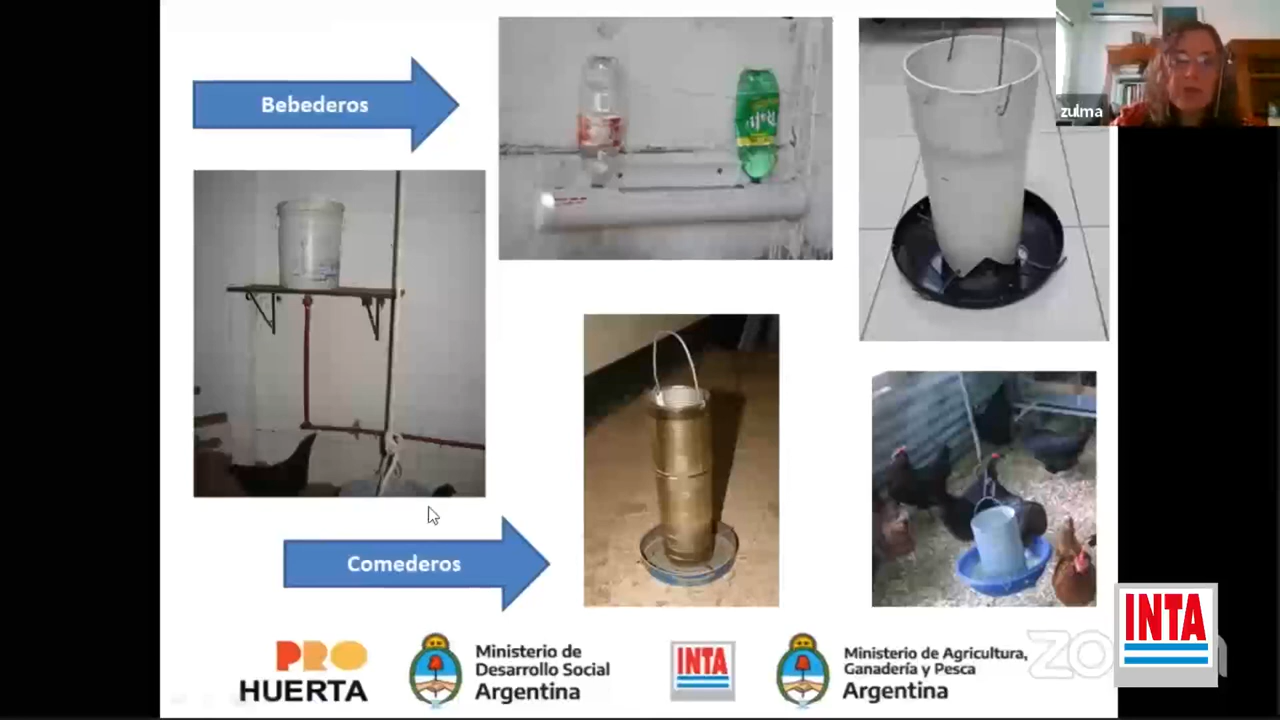 Bebederos
zulma
Comederos
PRO
HUERTA
Ministerio de
Desarrollo Social
Argentina
INTA
Ministerio de Agricultura,
Ganadería y Pesca
Argentina
INTA